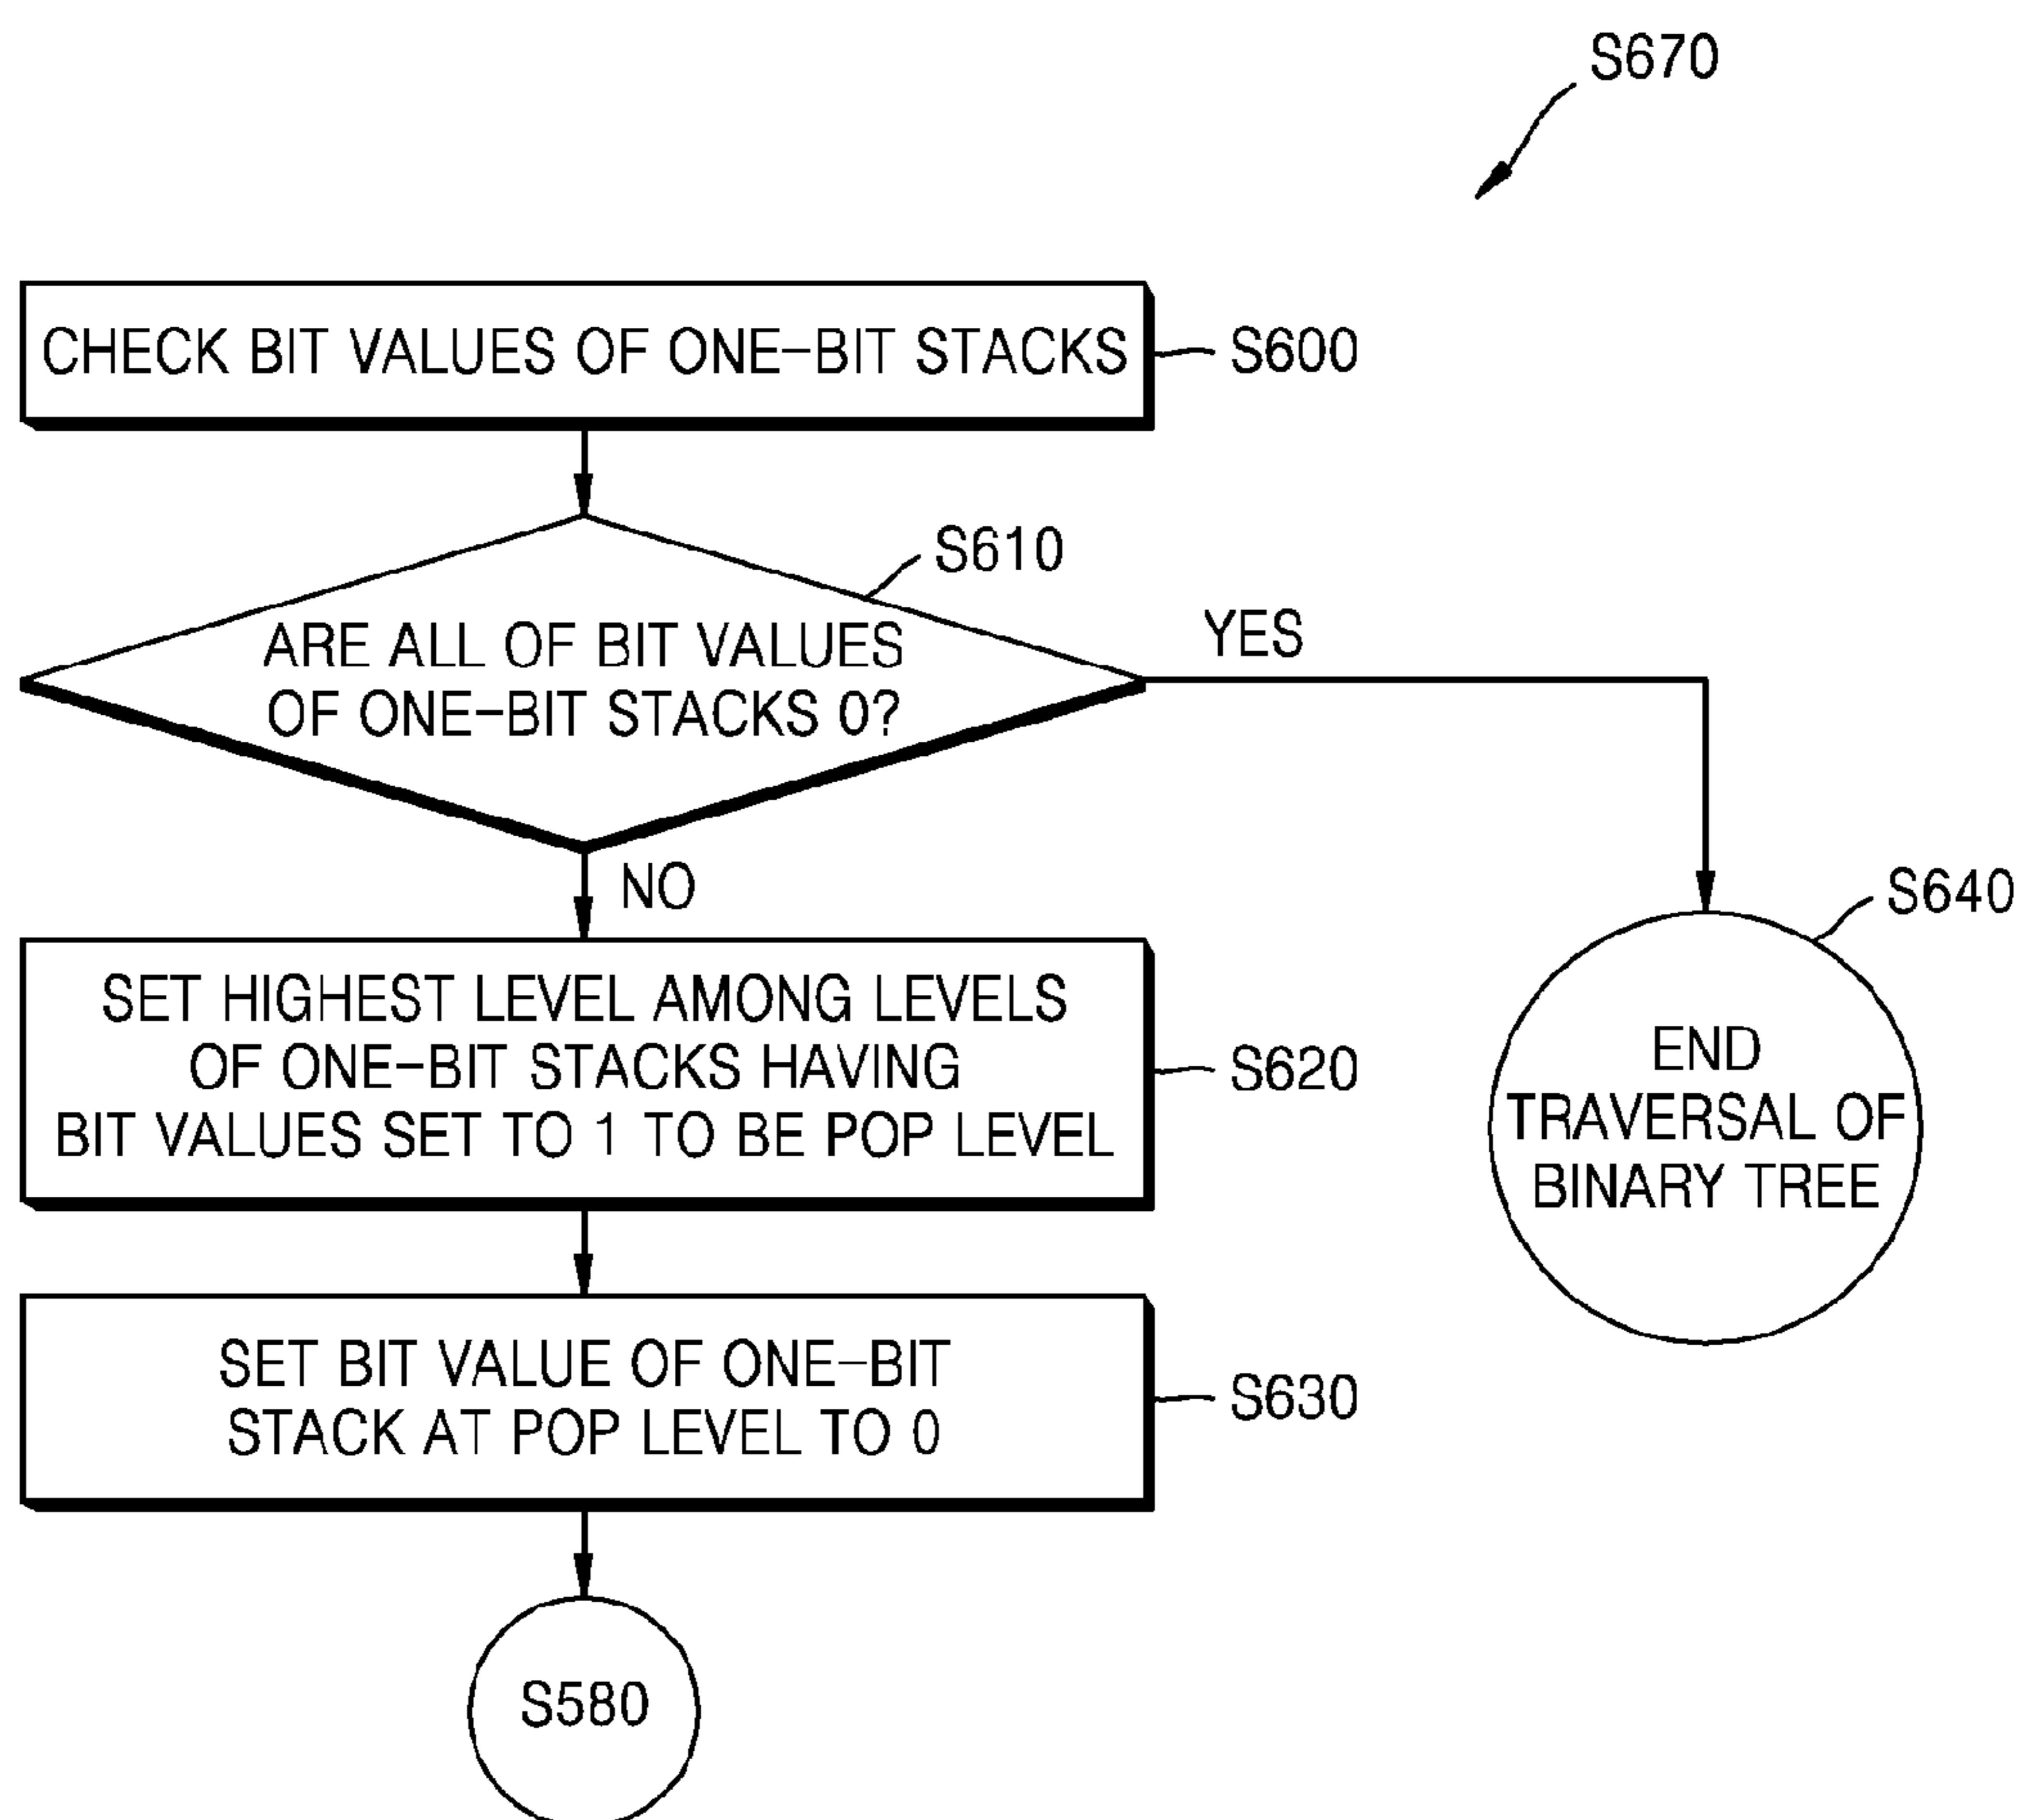 S670
CHECK BIT VALUES OF ONE-BIT STACKS
S600
S610
ARE ALL OF BIT VALUES
OF ONE-BIT STACKS 0?
YES
NO
S640
SET HIGHEST LEVEL AMONG LEVELS
OF ONE-BIT STACKS HAVING
BIT VALUES SET TO 1 TO BE POP LEVEL
S620
END
TRAVERSAL OF
BINARY TREE
SET BIT VALUE OF ONE-BIT
STACK AT POP LEVEL TO 0
S630
S580